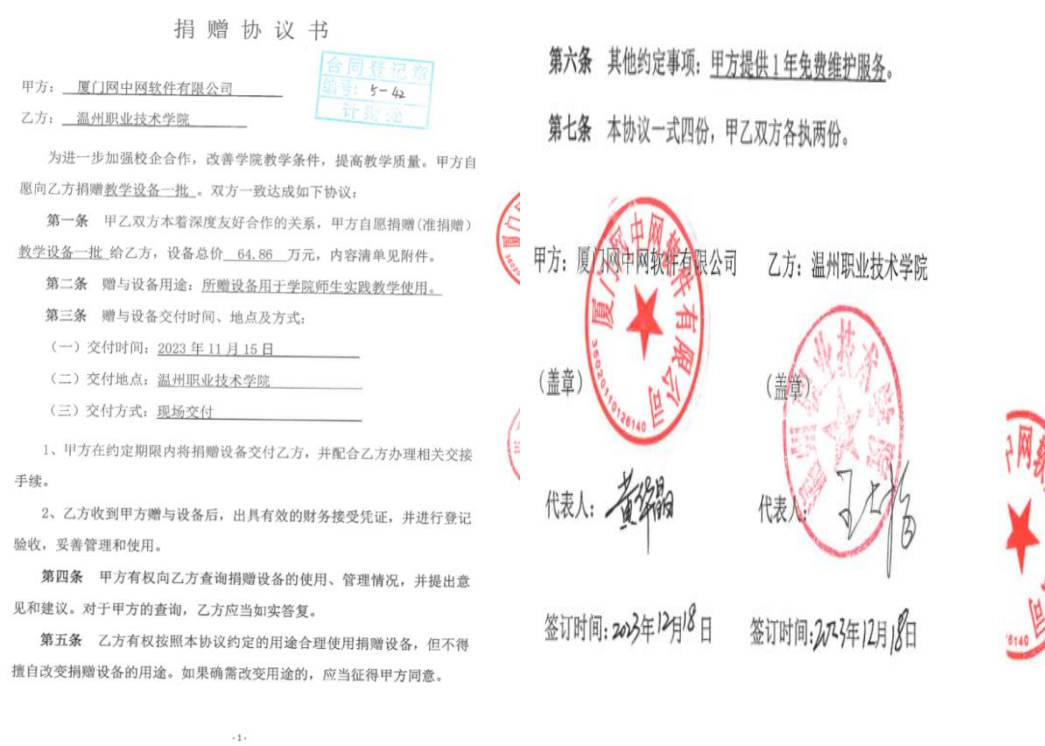 捐赠协议书
合同登记章
编号：5-42
甲方：厦门网中网软件有限公司
乙方：温州职业技术学院
为进一步加强校企合作，改善学院教学条件，提高教学质量。甲方自
愿向乙方捐赠教学设备一批。双方一致达成如下协议：
第一条 甲乙双方本着深度友好合作的关系，甲方自愿捐赠(准捐赠)
教学设备一批给乙方，设备总价 64.86 万元，内容清单见附件。
第二条 赠与设备用途：所赠设备用于学院师生实践教学使用。
第三条 赠与设备交付时间、地点及方式：
（一）交付时间：2023年11月15日
（二）交付地点：温州职业技术学院
（三）交付方式：现场交付
1、甲方在约定期限内将捐赠设备交付乙方，并配合乙方办理相关交接
手续。
2、乙方收到甲方赠与设备后，出具有效的财务接受凭证，并进行登记
验收，妥善管理和使用。
第四条 甲方有权向乙方查询捐赠设备的使用、管理情况，并提出意
见和建议。对于甲方的查询，乙方应当如实答复。
第五条 乙方有权按照本协议约定的用途合理使用捐赠设备，但不得
擅自改变捐赠设备的用途。如果确需改变用途的，应当征得甲方同意。
-1-
第六条 其他约定事项：甲方提供1年免费维护服务。
第七条 本协议一式四份，甲乙双方各执两份。
甲方：厦门网中网软件有限公司 乙方：温州职业技术学院
厦门网中网软件有限公司
35020110126140
（盖章） （盖章）
代表人：黄华晶 代表人：
签订时间：2023年12月18日 签订时间：2023年12月18日